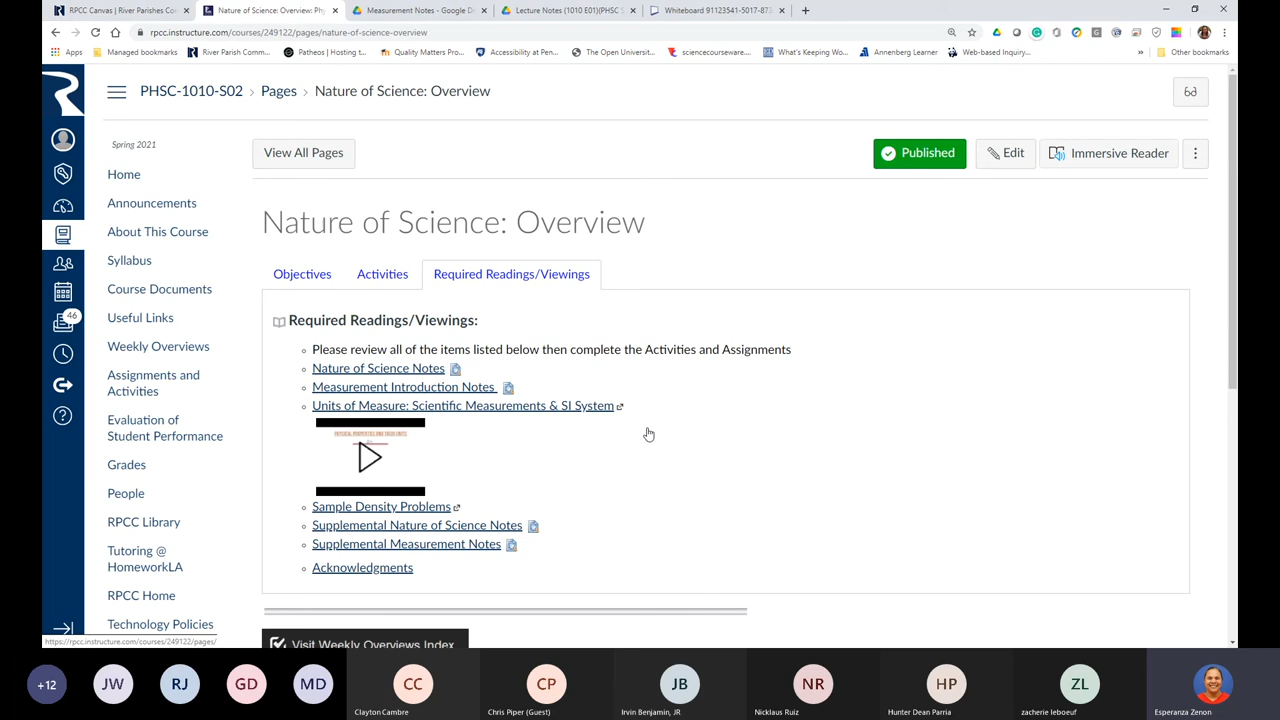 RPCC Canvas | River Parishes Co
Nature of Science: Overview: Ph
Measurement Notes - Google D
Lecture Notes (1010 E01)(PHSC
Whiteboard 91123541-5017-873
rpcc.instructure.com/courses/249122/pages/nature-of-science-overview
Apps
Managed bookmarks
River Parish Comm...
Patheos | Hosting t...
Quality Matters Pro...
Accessibility at Pen...
The Open Universit...
sciencecourseware...
What's Keeping Wo...
Annenberg Learner
Web-based Inquiry...
Other bookmarks
PHSC-1010-S02 > Pages > Nature of Science: Overview
Spring 2021
View All Pages
Published
Edit
Immersive Reader
Home
Announcements
About This Course
Syllabus
Course Documents
Useful Links
Weekly Overviews
Assignments and
Activities
Evaluation of
Student Performance
Grades
People
RPCC Library
Tutoring @
HomeworkLA
RPCC Home
Technology Policies
46
Nature of Science: Overview
Objectives
Activities
Required Readings/Viewings
Required Readings/Viewings:
Please review all of the items listed below then complete the Activities and Assignments
Nature of Science Notes
Measurement Introduction Notes
Units of Measure: Scientific Measurements & SI System
PHYSICAL PROPERTIES AND THEIR UNITS
Sample Density Problems
Supplemental Nature of Science Notes
Supplemental Measurement Notes
Acknowledgments
Visit Weekly Overviews Index
https://rpcc.instructure.com/courses/249122/pages/
+12
JW
RJ
GD
MD
CC
Clayton Cambre
CP
Chris Piper (Guest)
JB
Irvin Benjamin, JR
NR
Nicklaus Ruiz
HP
Hunter Dean Parria
ZL
zacherie leboeuf
Esperanza Zenon